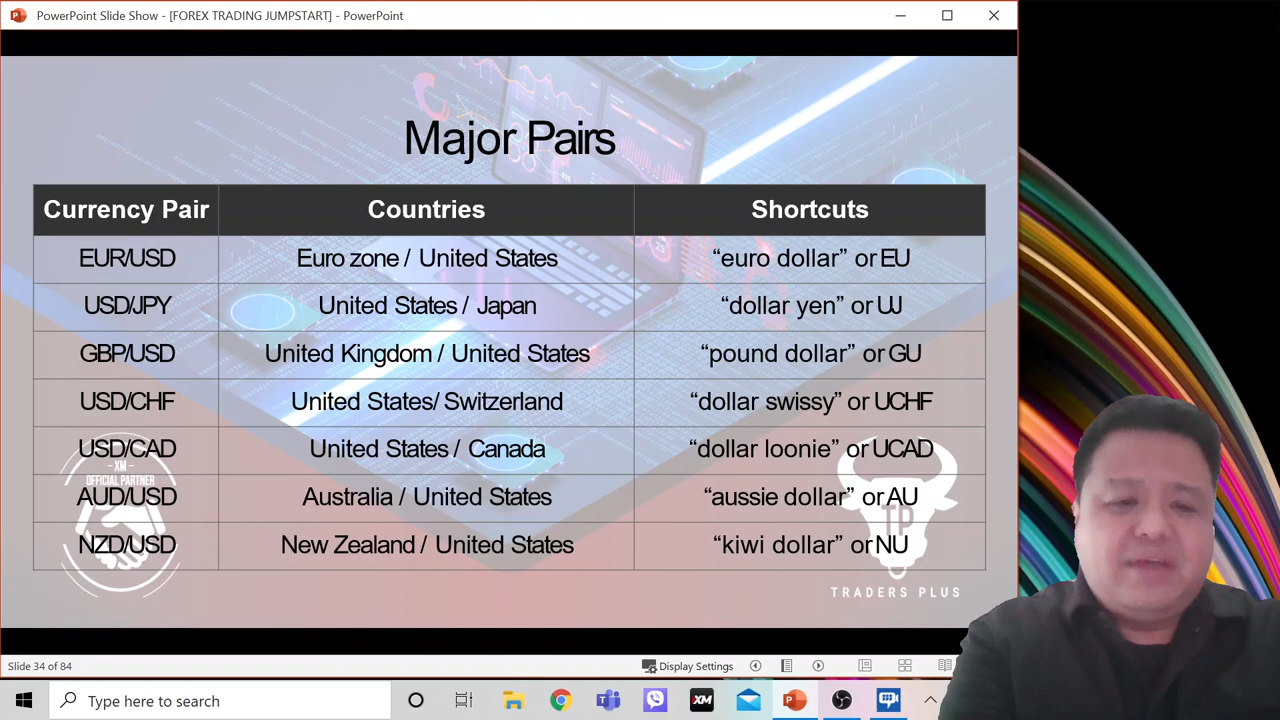 PowerPoint Slide Show - [FOREX TRADING JUMPSTART] - PowerPoint
Major Pairs
Currency Pair Countries Shortcuts
EUR/USD Euro zone / United States “euro dollar” or EU
USD/JPY United States / Japan “dollar yen” or UJ
GBP/USD United Kingdom / United States “pound dollar” or GU
USD/CHF United States/ Switzerland “dollar swissy” or UCHF
USD/CAD United States / Canada “dollar loonie” or UCAD
- XM -
OFFICIAL PARTNER
AUD/USD Australia / United States “aussie dollar” or AU
TP
NZD/USD New Zealand / United States “kiwi dollar” or NU
TRADERS PLUS
Slide 34 of 84 Display Settings
Type here to search
XM